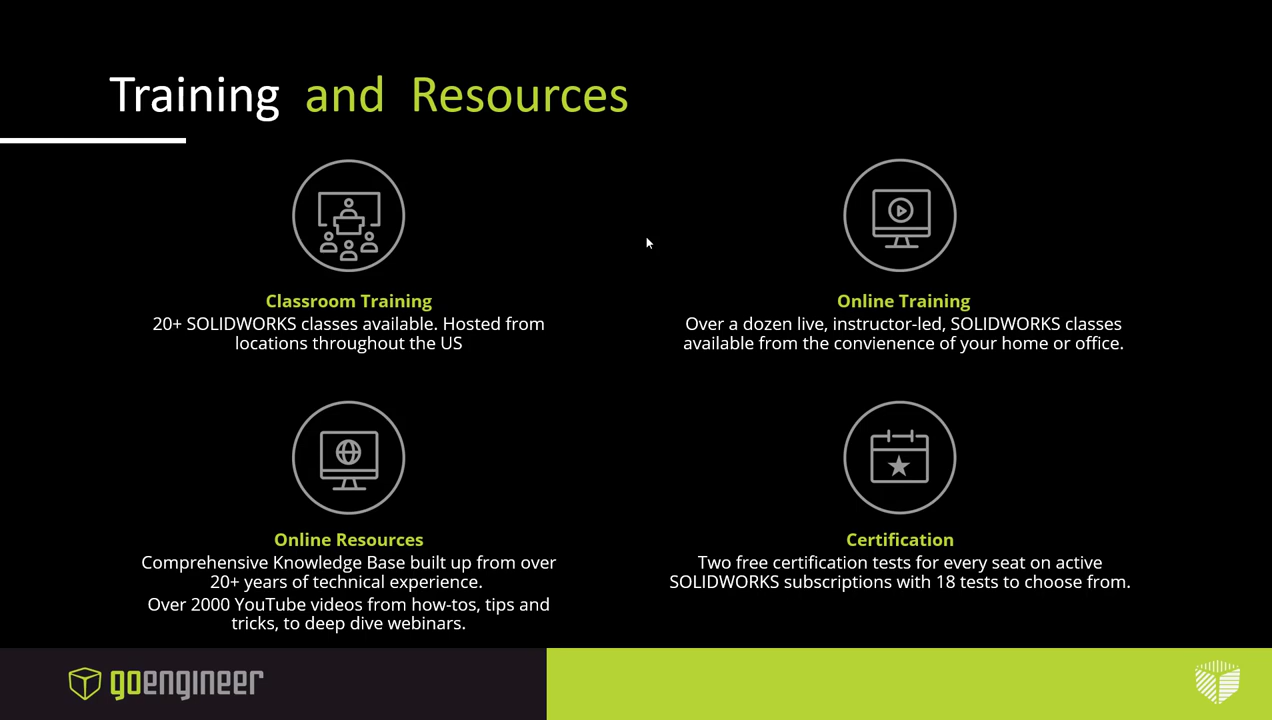 Training and Resources
Classroom Training
20+ SOLIDWORKS classes available. Hosted from
locations throughout the US
Online Training
Over a dozen live, instructor-led, SOLIDWORKS classes
available from the convienence of your home or office.
Online Resources
Comprehensive Knowledge Base built up from over
20+ years of technical experience.
Over 2000 YouTube videos from how-tos, tips and
tricks, to deep dive webinars.
Certification
Two free certification tests for every seat on active
SOLIDWORKS subscriptions with 18 tests to choose from.
goengineer